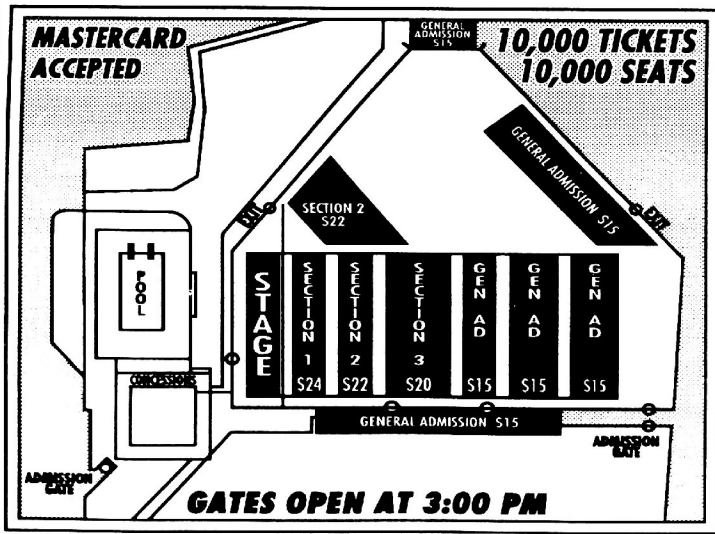 MASTERCARD
ACCEPTED
GENERAL
ADMISSION
$15
10,000 TICKETS
10,000 SEATS
GENERAL ADMISSION $15
EXIT
EXIT
SECTION 2
$22
POOL
STAGE
SECTION 1
$24
SECTION 2
$22
SECTION 3
$20
GEN AD
$15
GEN AD
$15
GEN AD
$15
CONCESSIONS
GENERAL ADMISSION $15
ADMISSION
GATE
ADMISSION
GATE
GATES OPEN AT 3:00 PM